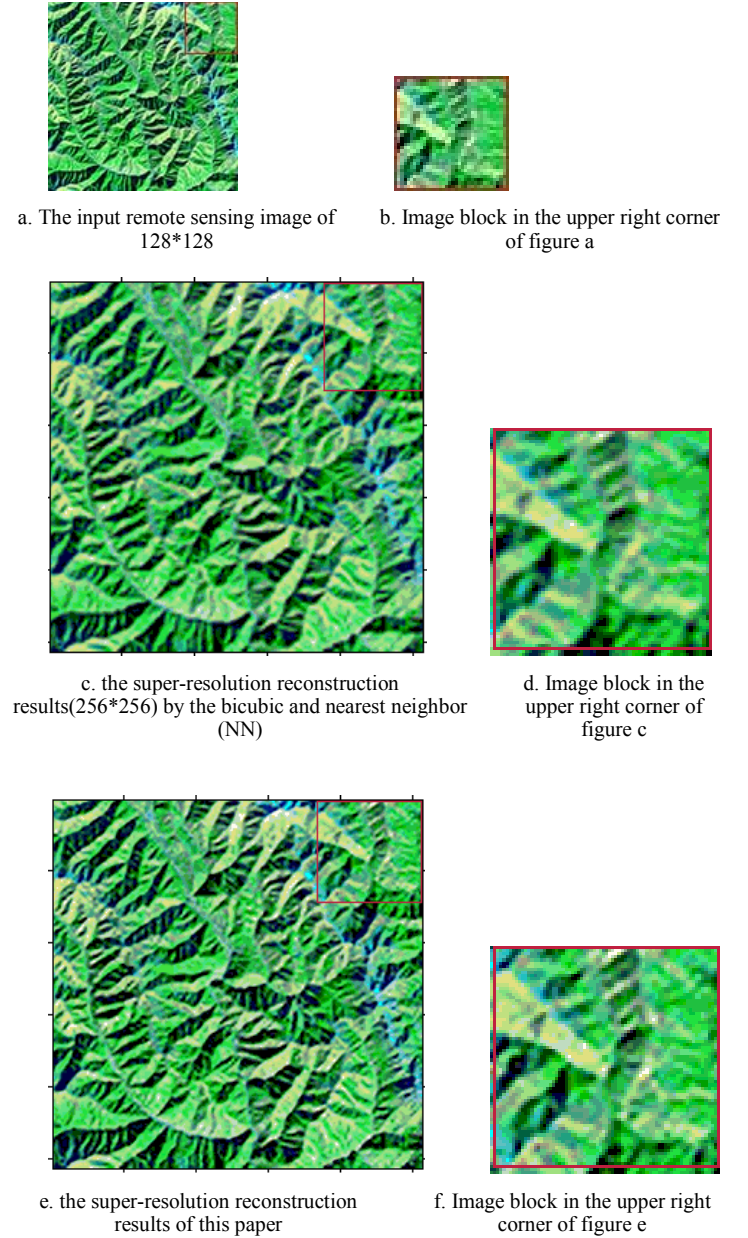 a. The input remote sensing image of
128*128
b. Image block in the upper right corner
of figure a
c. the super-resolution reconstruction
results(256*256) by the bicubic and nearest neighbor
(NN)
d. Image block in the
upper right corner of
figure c
e. the super-resolution reconstruction
results of this paper
f. Image block in the upper right
corner of figure e